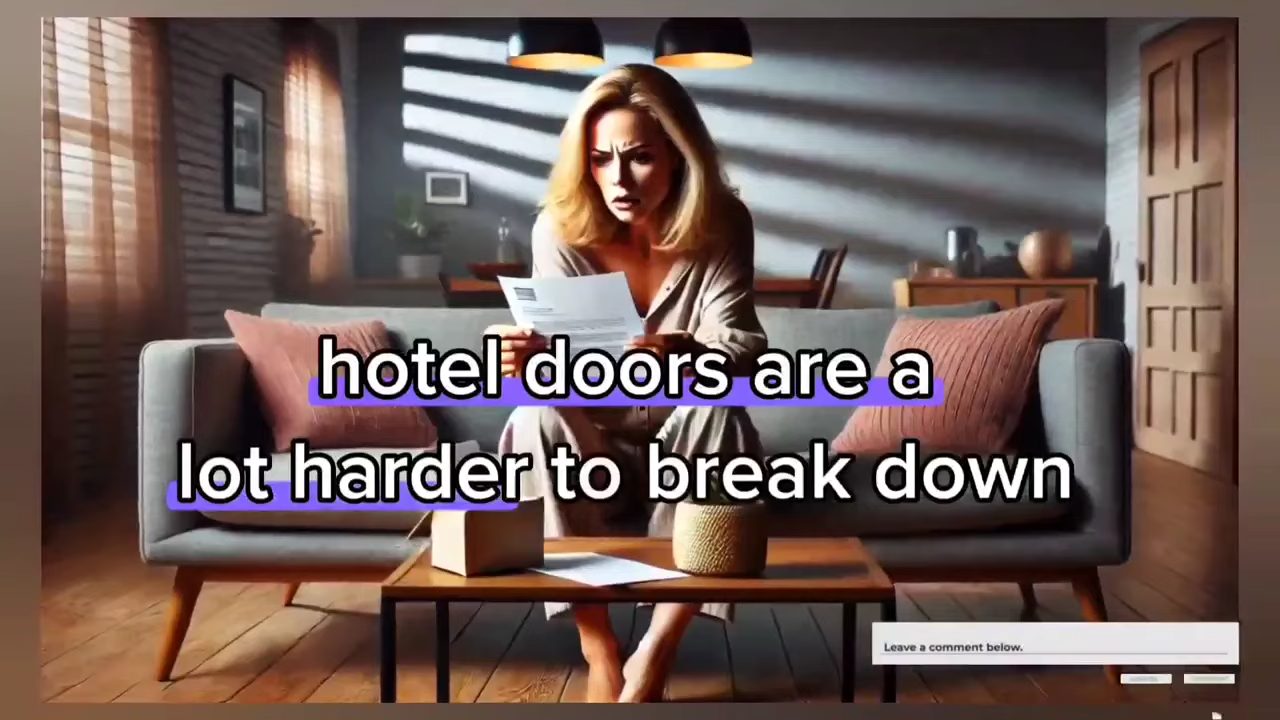 hotel doors are a
lot harder to break down
Leave a comment below.